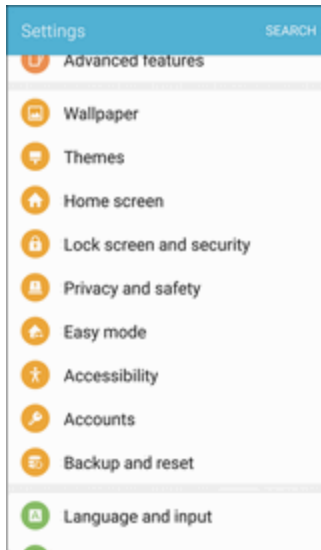 Settings
SEARCH
Advanced features
Wallpaper
Themes
Home screen
Lock screen and security
Privacy and safety
Easy mode
Accessibility
Accounts
Backup and reset
A
Language and input